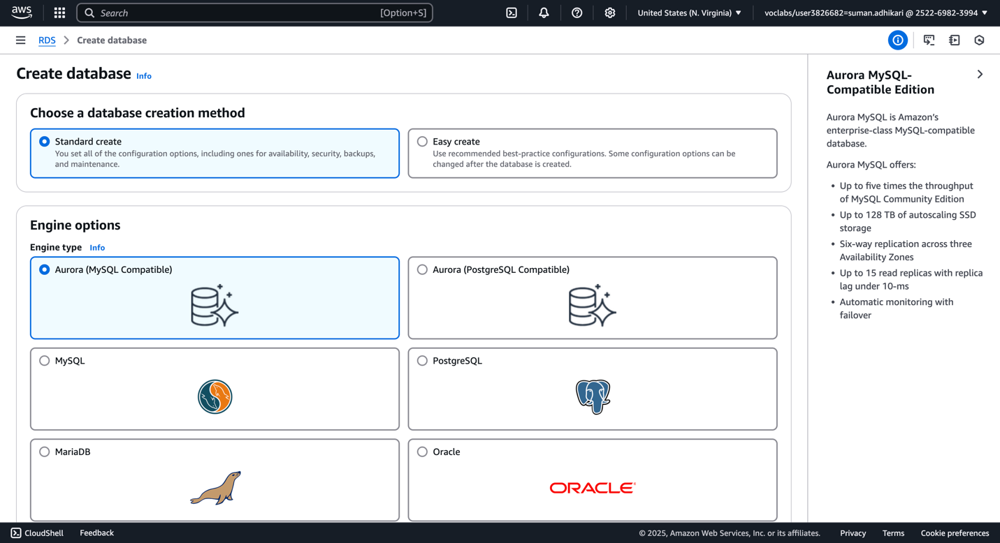 aws
Search
[Option+S]
United States (N. Virginia)
voclabs/user3826682=suman.adhikari @ 2522-6982-3994
RDS
Create database
Create database Info
Choose a database creation method
Standard create
You set all of the configuration options, including ones for availability, security, backups,
and maintenance.
Easy create
Use recommended best-practice configurations. Some configuration options can be
changed after the database is created.
Engine options
Engine type Info
Aurora (MySQL Compatible)
Aurora (PostgreSQL Compatible)
MySQL
PostgreSQL
MariaDB
Oracle
ORACLE
Aurora MySQL-
Compatible Edition
Aurora MySQL is Amazon's
enterprise-class MySQL-compatible
database.
Aurora MySQL offers:
• Up to five times the throughput
of MySQL Community Edition
• Up to 128 TB of autoscaling SSD
storage
• Six-way replication across three
Availability Zones
• Up to 15 read replicas with replica
lag under 10-ms
• Automatic monitoring with
failover
CloudShell
Feedback
© 2025, Amazon Web Services, Inc. or its affiliates.
Privacy
Terms
Cookie preferences